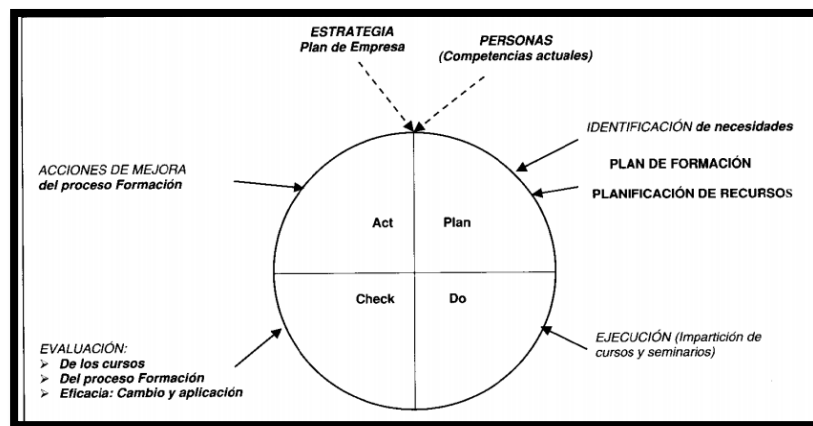 ESTRATEGIA
Plan de Empresa
PERSONAS
(Competencias actuales)
IDENTIFICACIÓN de necesidades
PLAN DE FORMACIÓN
PLANIFICACIÓN DE RECURSOS
ACCIONES DE MEJORA
del proceso Formación
Act
Plan
Check
Do
EJECUCIÓN (Impartición de
cursos y seminarios)
EVALUACIÓN:
➢ De los cursos
➢ Del proceso Formación
➢ Eficacia: Cambio y aplicación